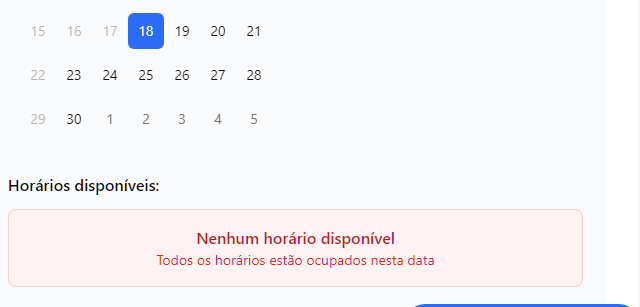 15 16 17 18 19 20 21
22 23 24 25 26 27 28
29 30 1 2 3 4 5
Horários disponíveis:
Nenhum horário disponível
Todos os horários estão ocupados nesta data